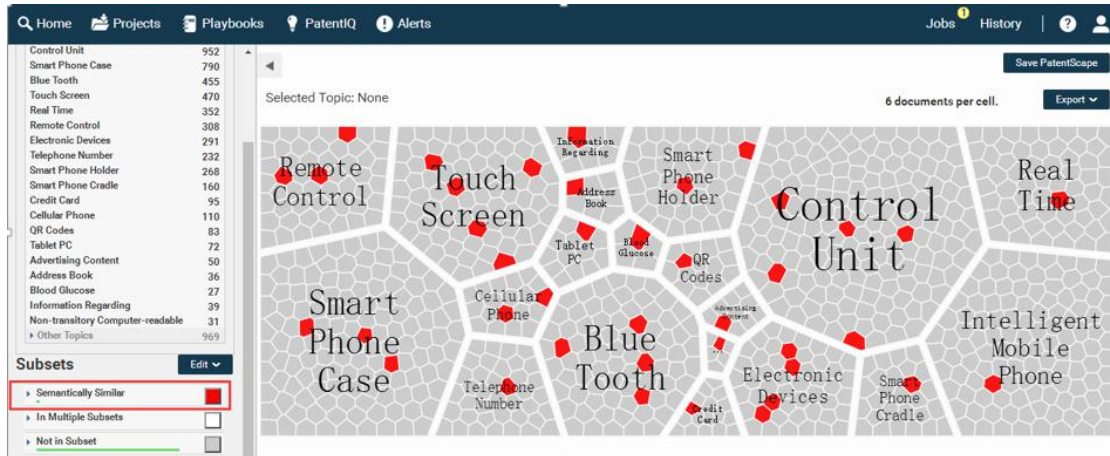 Home Projects Playbooks PatentIQ Alerts Jobs 1 History | ?
Control Unit 952
Smart Phone Case 790
Blue Tooth 455
Touch Screen 470
Real Time 352
Remote Control 308
Electronic Devices 291
Telephone Number 232
Smart Phone Holder 268
Smart Phone Cradle 160
Credit Card 95
Cellular Phone 110
QR Codes 83
Tablet PC 72
Advertising Content 50
Address Book 36
Blood Glucose 27
Information Regarding 39
Non-transitory Computer-readable 31
Other Topics 969
Subsets Edit
Semantically Similar
In Multiple Subsets
Not in Subset
Save PatentScape
Selected Topic: None
6 documents per cell.
Export
Remote
Control
Touch
Screen
Information
Regarding
Address
Book
Smart
Phone
Holder
Control
Unit
Real
Time
Tablet
PC
Blood
Glucose
QR
Codes
Smart
Phone
Case
Cellular
Phone
Blue
Tooth
Advertising
Content
...
Intelligent
Mobile
Phone
Telephone
Number
Credit
Card
Electronic
Devices
Smart
Phone
Cradle